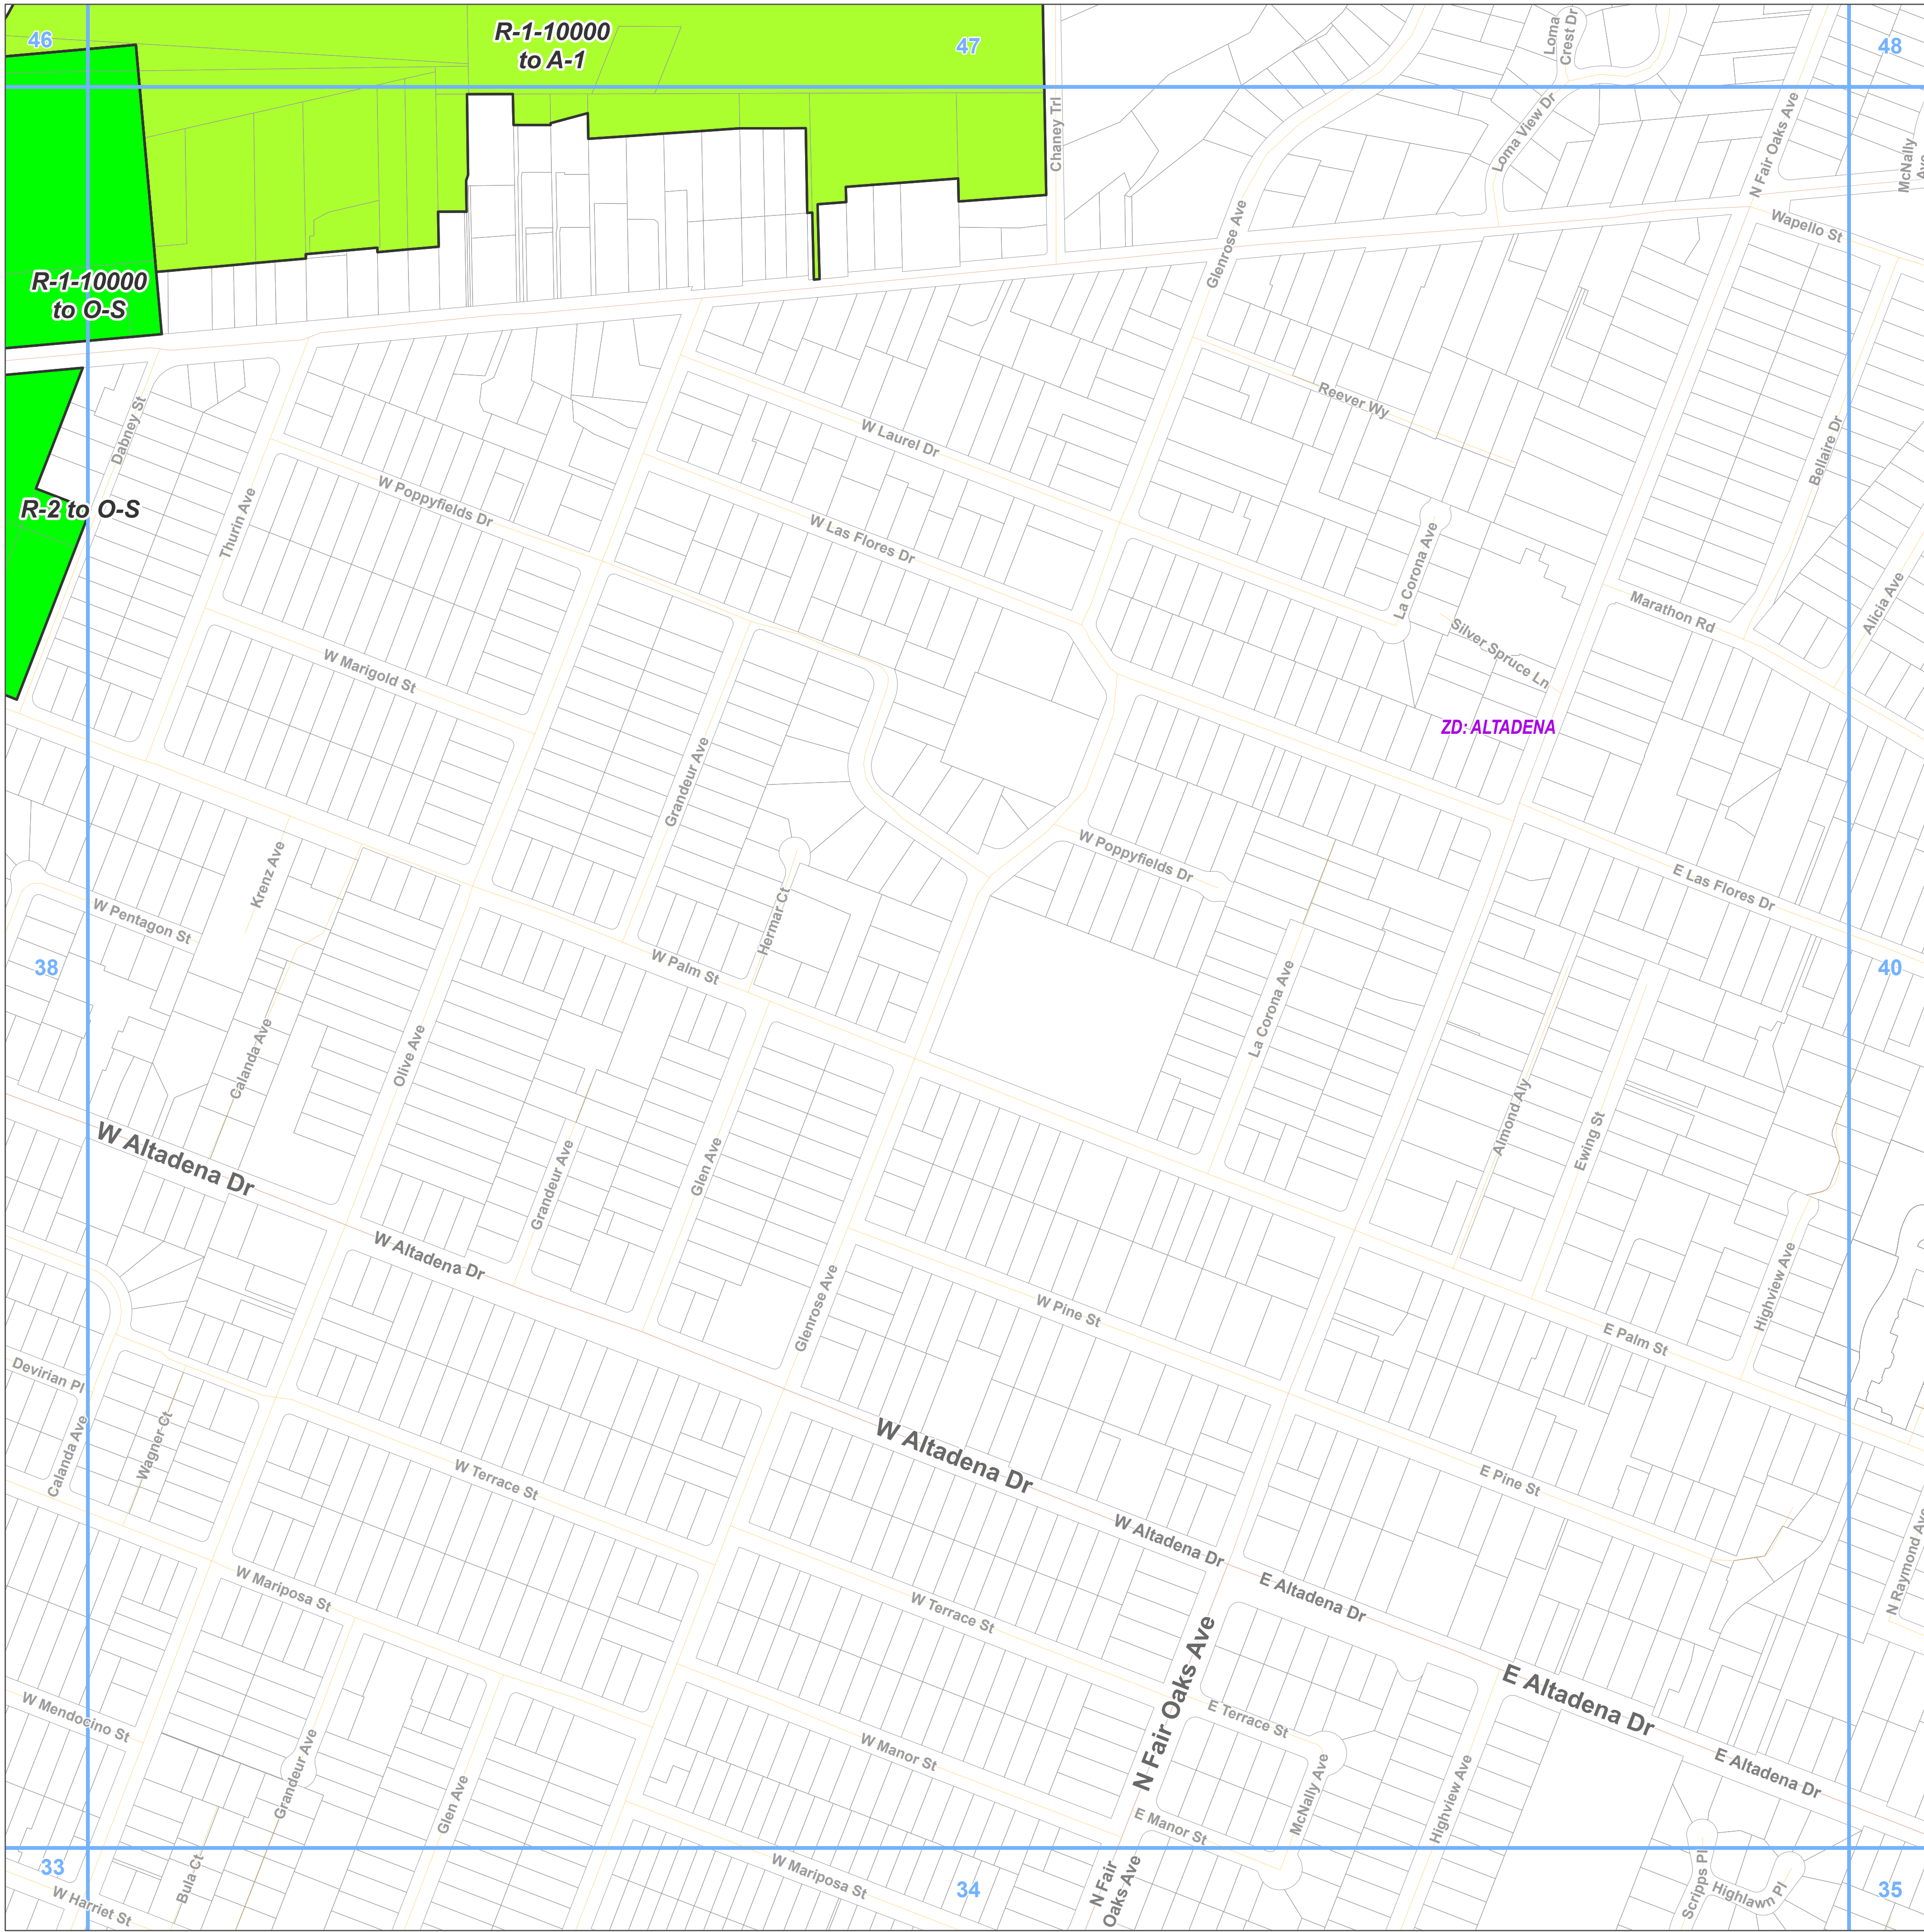 46
R-1-10000
to A-1
47
48
Loma
Crest Dr
Chaney Trl
Loma View Dr
N Fair Oaks Ave
McNally
Ave
Wapello St
Glenrose Ave
R-1-10000
to O-S
Dabney St
W Laurel Dr
Reever Wy
Bellaire Dr
R-2 to O-S
Thurin Ave
W Poppyfields Dr
W Las Flores Dr
La Corona Ave
Marathon Rd
Alicia Ave
Silver Spruce Ln
W Marigold St
ZD: ALTADENA
Grandeur Ave
W Poppyfields Dr
E Las Flores Dr
Krenz Ave
W Pentagon St
Hermar Ct
W Palm St
38
40
La Corona Ave
Calanda Ave
Olive Ave
Almond Aly
Ewing St
W Altadena Dr
Grandeur Ave
Glen Ave
W Altadena Dr
Glenrose Ave
W Pine St
Highview Ave
E Palm St
Devirian Pl
Calanda Ave
Wagner Ct
W Terrace St
W Altadena Dr
E Pine St
W Altadena Dr
E Altadena Dr
N Raymond Ave
W Mariposa St
W Terrace St
N Fair Oaks Ave
E Altadena Dr
W Mendocino St
E Terrace St
W Manor St
Grandeur Ave
Glen Ave
McNally Ave
Highview Ave
E Altadena Dr
E Manor St
33
Bula Ct
W Harriet St
W Mariposa St
34
N Fair
Oaks Ave
Scripps Pl
Highlawn Pl
35